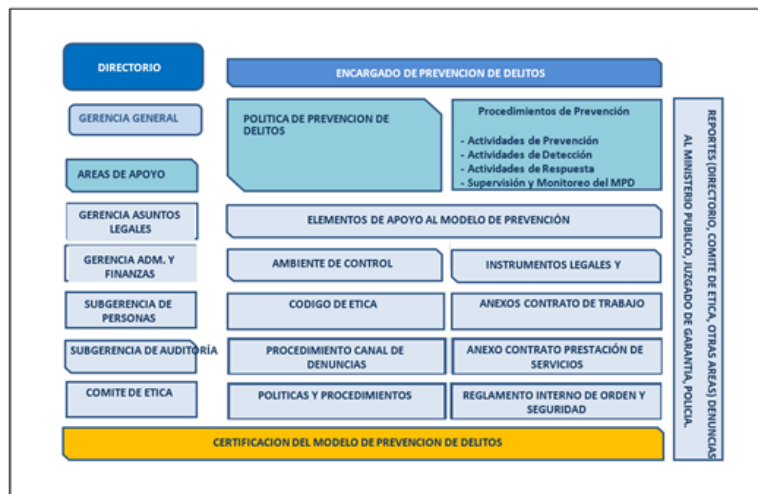 DIRECTORIO
ENCARGADO DE PREVENCION DE DELITOS
GERENCIA GENERAL
POLITICA DE PREVENCION DE
DELITOS
Procedimientos de Prevención
- Actividades de Prevención
- Actividades de Detección
- Actividades de Respuesta
- Supervisión y Monitoreo del MPD
AREAS DE APOYO
GERENCIA ASUNTOS
LEGALES
ELEMENTOS DE APOYO AL MODELO DE PREVENCIÓN
GERENCIA ADM. Y
FINANZAS
AMBIENTE DE CONTROL
INSTRUMENTOS LEGALES Y
SUBGERENCIA DE
PERSONAS
CODIGO DE ETICA
ANEXOS CONTRATO DE TRABAJO
SUBGERENCIA DE AUDITORÍA
PROCEDIMIENTO CANAL DE
DENUNCIAS
ANEXO CONTRATO PRESTACIÓN DE
SERVICIOS
COMITE DE ETICA
POLITICAS Y PROCEDIMIENTOS
REGLAMENTO INTERNO DE ORDEN Y
SEGURIDAD
CERTIFICACION DEL MODELO DE PREVENCION DE DELITOS
REPORTES (DIRECTORIO, COMITE DE ETICA, OTRAS AREAS) DENUNCIAS
AL MINISTERIO PUBLICO, JUZGADO DE GARANTIA, POLICIA.